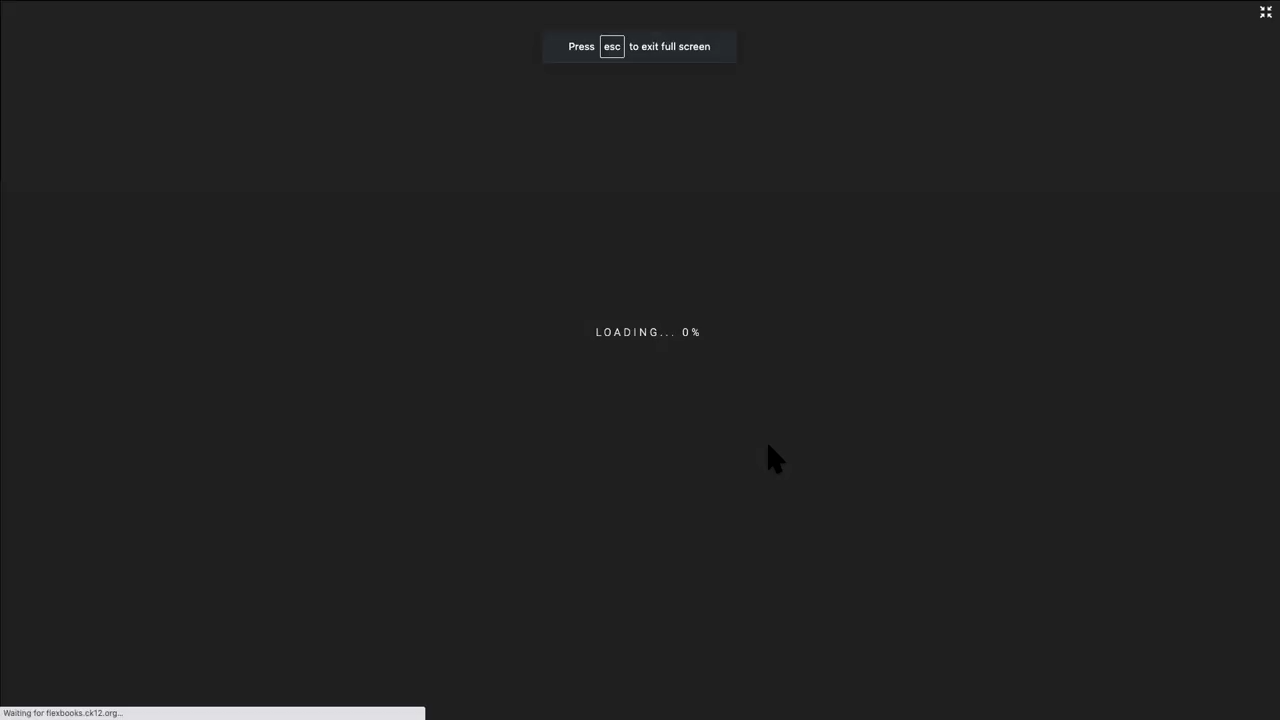 Press esc to exit full screen
LOADING... 0%
Waiting for flexbooks.ck12.org...